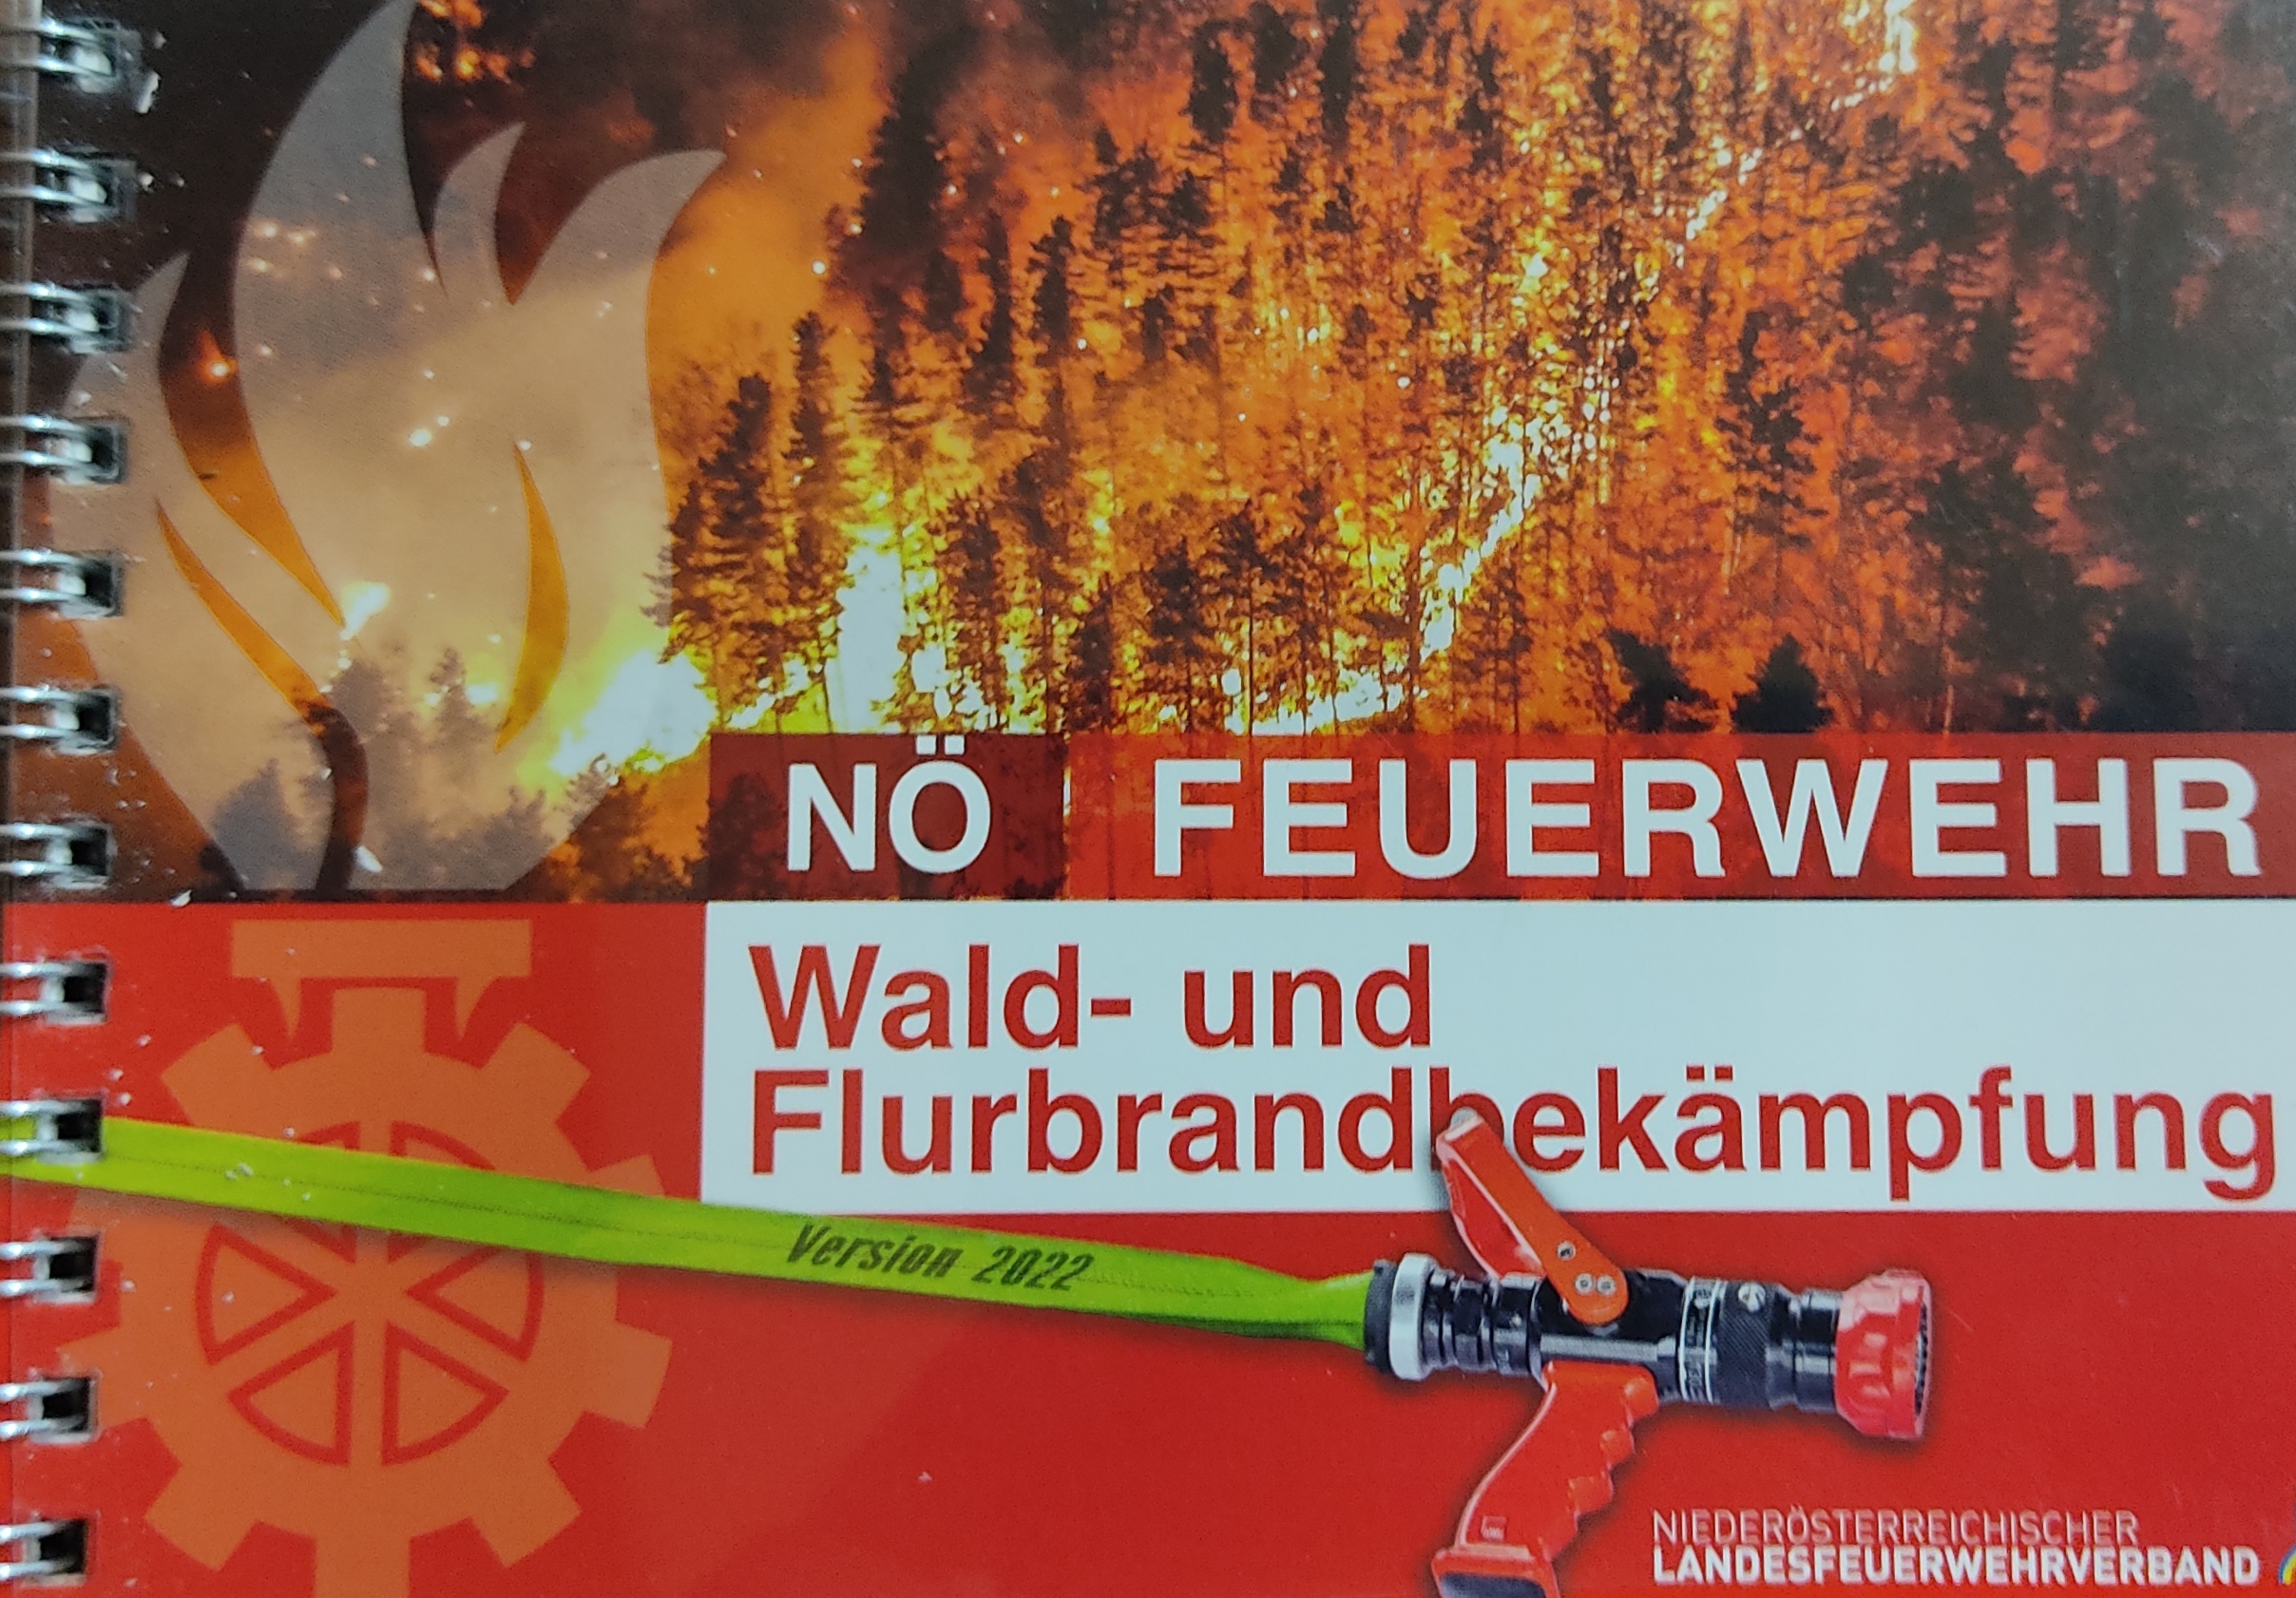 NÖ FEUERWEHR
Wald- und
Flurbrandbekämpfung
Version 2022
NIEDERÖSTERREICHISCHER
LANDESFEUERWEHRVERBAND